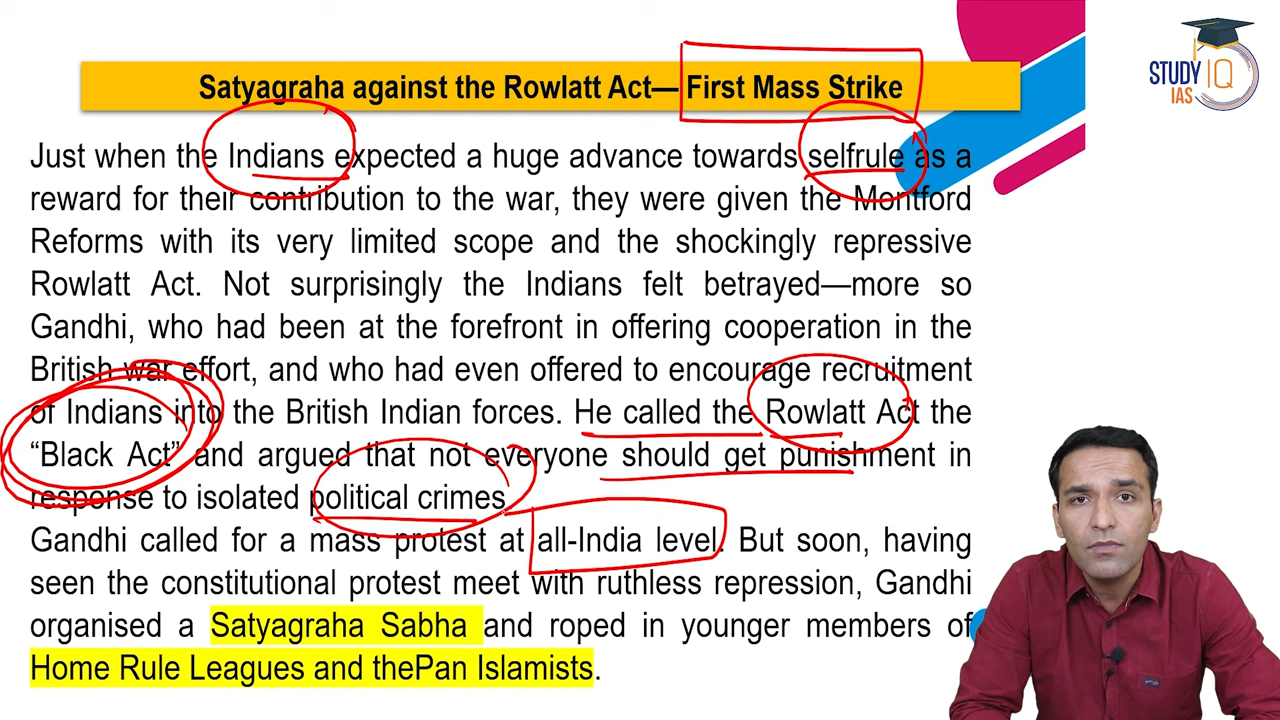 Satyagraha against the Rowlatt Act— First Mass Strike
STUDY IQ
IAS
Just when the Indians expected a huge advance towards selfrule as a
reward for their contribution to the war, they were given the Montford
Reforms with its very limited scope and the shockingly repressive
Rowlatt Act. Not surprisingly the Indians felt betrayed—more so
Gandhi, who had been at the forefront in offering cooperation in the
British war effort, and who had even offered to encourage recruitment
of Indians into the British Indian forces. He called the Rowlatt Act the
“Black Act” and argued that not everyone should get punishment in
response to isolated political crimes.
Gandhi called for a mass protest at all-India level. But soon, having
seen the constitutional protest meet with ruthless repression, Gandhi
organised a Satyagraha Sabha and roped in younger members of
Home Rule Leagues and thePan Islamists.